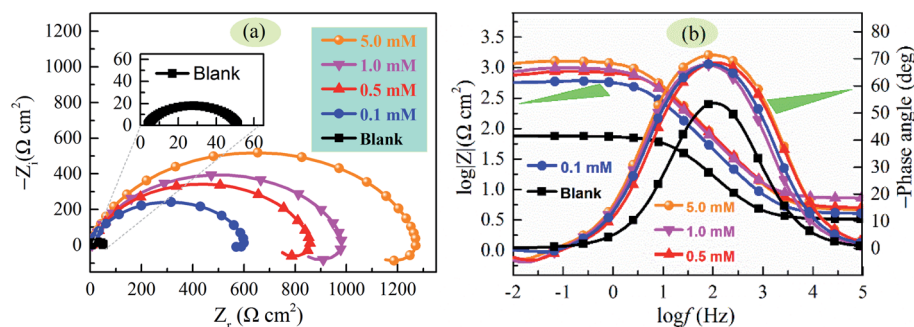 (a)
1200
1000
800
600
400
200
0
−Zᵢ(Ω cm²)
60
40
20
0
Blank
0 20 40 60
5.0 mM
1.0 mM
0.5 mM
0.1 mM
Blank
0 200 400 600 800 1000 1200
Zᵣ (Ω cm²)
(b)
3.5
3.0
2.5
2.0
1.5
1.0
0.5
0.0
log|Z|(Ω cm²)
80
70
60
50
40
30
20
10
0
−Phase angle (deg)
0.1 mM
Blank
5.0 mM
1.0 mM
0.5 mM
-2 -1 0 1 2 3 4 5
logf (Hz)